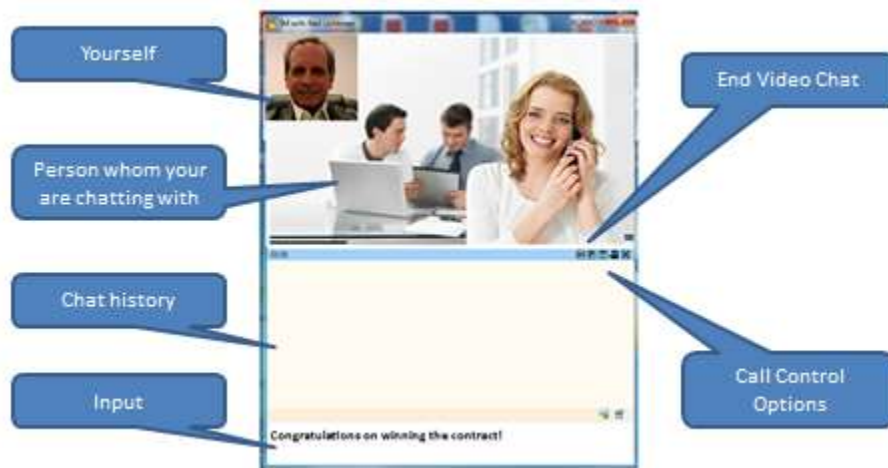 Yourself
End Video Chat
Person whom your
are chatting with
Chat history
Call Control
Options
Input
Congratulations on winning the contract!